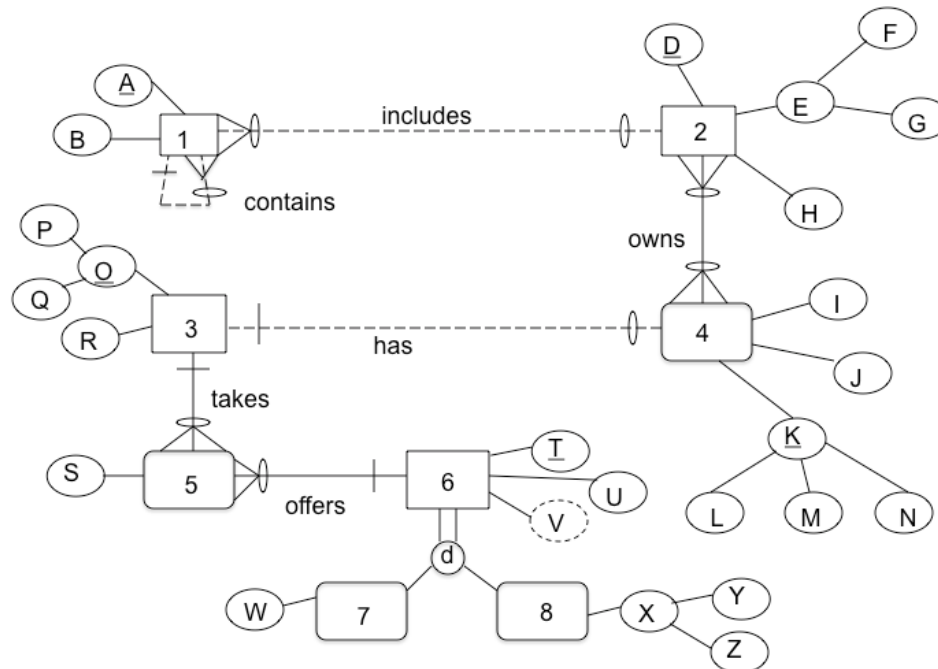 F
D
A
E
G
includes
B
1
2
contains
H
P
owns
O
Q
I
R
3
4
has
J
takes
K
T
S
5
6
U
offers
L
M
N
V
d
W
7
8
X
Y
Z